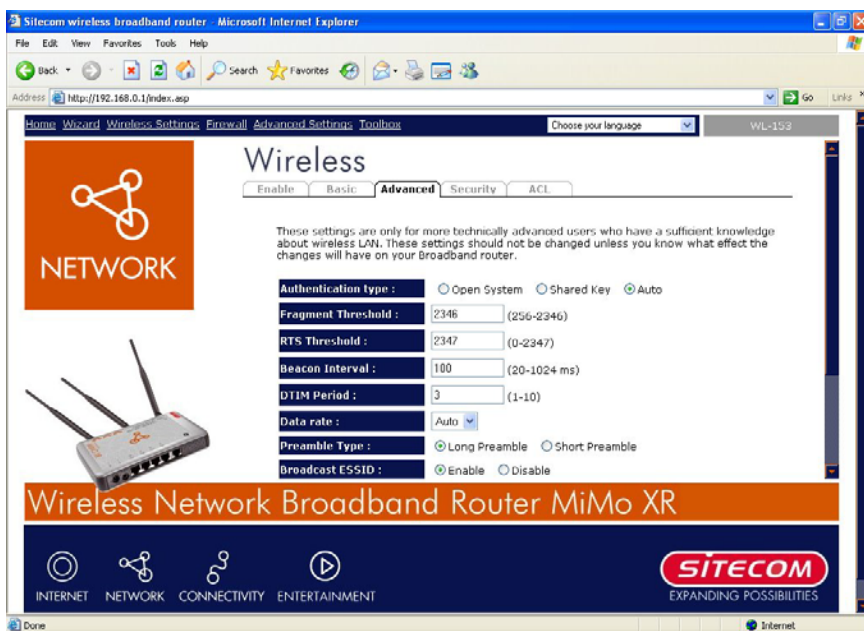 Sitecom wireless broadband router - Microsoft Internet Explorer
File Edit View Favorites Tools Help
Back Search Favorites
Address http://192.168.0.1/index.asp Go Links »
Home Wizard Wireless Settings Firewall Advanced Settings Toolbox Choose your language WL-153
Wireless
Enable Basic Advanced Security ACL
NETWORK
These settings are only for more technically advanced users who have a sufficient knowledge
about wireless LAN. These settings should not be changed unless you know what effect the
changes will have on your Broadband router.
Authentication type : Open System Shared Key Auto
Fragment Threshold : 2346 (256-2346)
RTS Threshold : 2347 (0-2347)
Beacon Interval : 100 (20-1024 ms)
DTIM Period : 3 (1-10)
Data rate : Auto
Preamble Type : Long Preamble Short Preamble
Broadcast ESSID : Enable Disable
Wireless Network Broadband Router MiMo XR
INTERNET NETWORK CONNECTIVITY ENTERTAINMENT
SITECOM
EXPANDING POSSIBILITIES
Done Internet